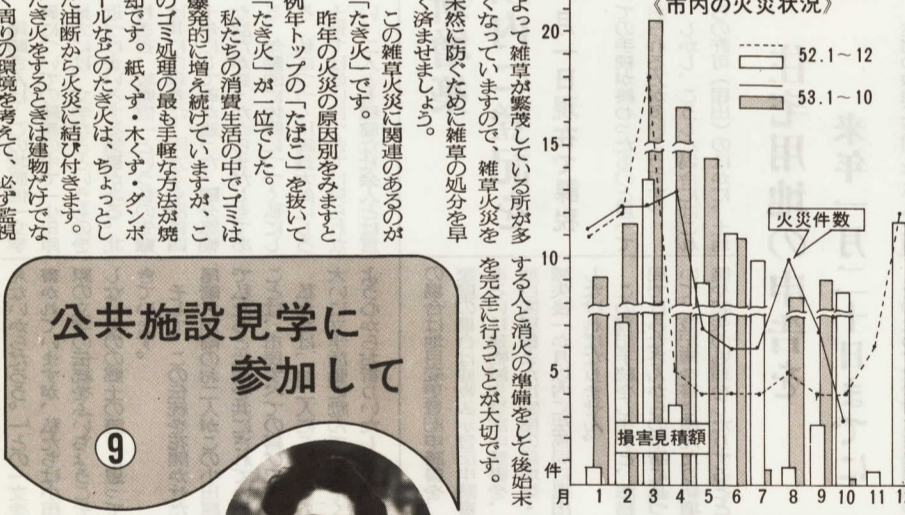 よって雑草が繁茂している所が多
くなっていますので、雑草火災を
未然に防ぐために雑草の処分を早
く済ませましょう。
この雑草火災に関連のあるのが
「たき火」です。
昨年の火災の原因別をみますと
例年トップの「たばこ」を抜いて
「たき火」が一位でした。
私たちの消費生活の中でゴミは
爆発的に増え続けていますが、こ
のゴミ処理の最も手軽な方法が焼
却です。紙くず・木くず・ダンボ
ールなどのたき火は、ちょっとし
た油断から火災に結び付きます。
たき火をするときは建物だけでな
く周りの環境を考えて、必ず監視
する人と消火の準備をして後始末
を完全に行うことが大切です。
《市内の火災状況》
52.1～12
53.1～10
火災件数
損害見積額
20
15
10
5
件
月 1 2 3 4 5 6 7 8 9 10 11
公共施設見学に
参加して
⑨